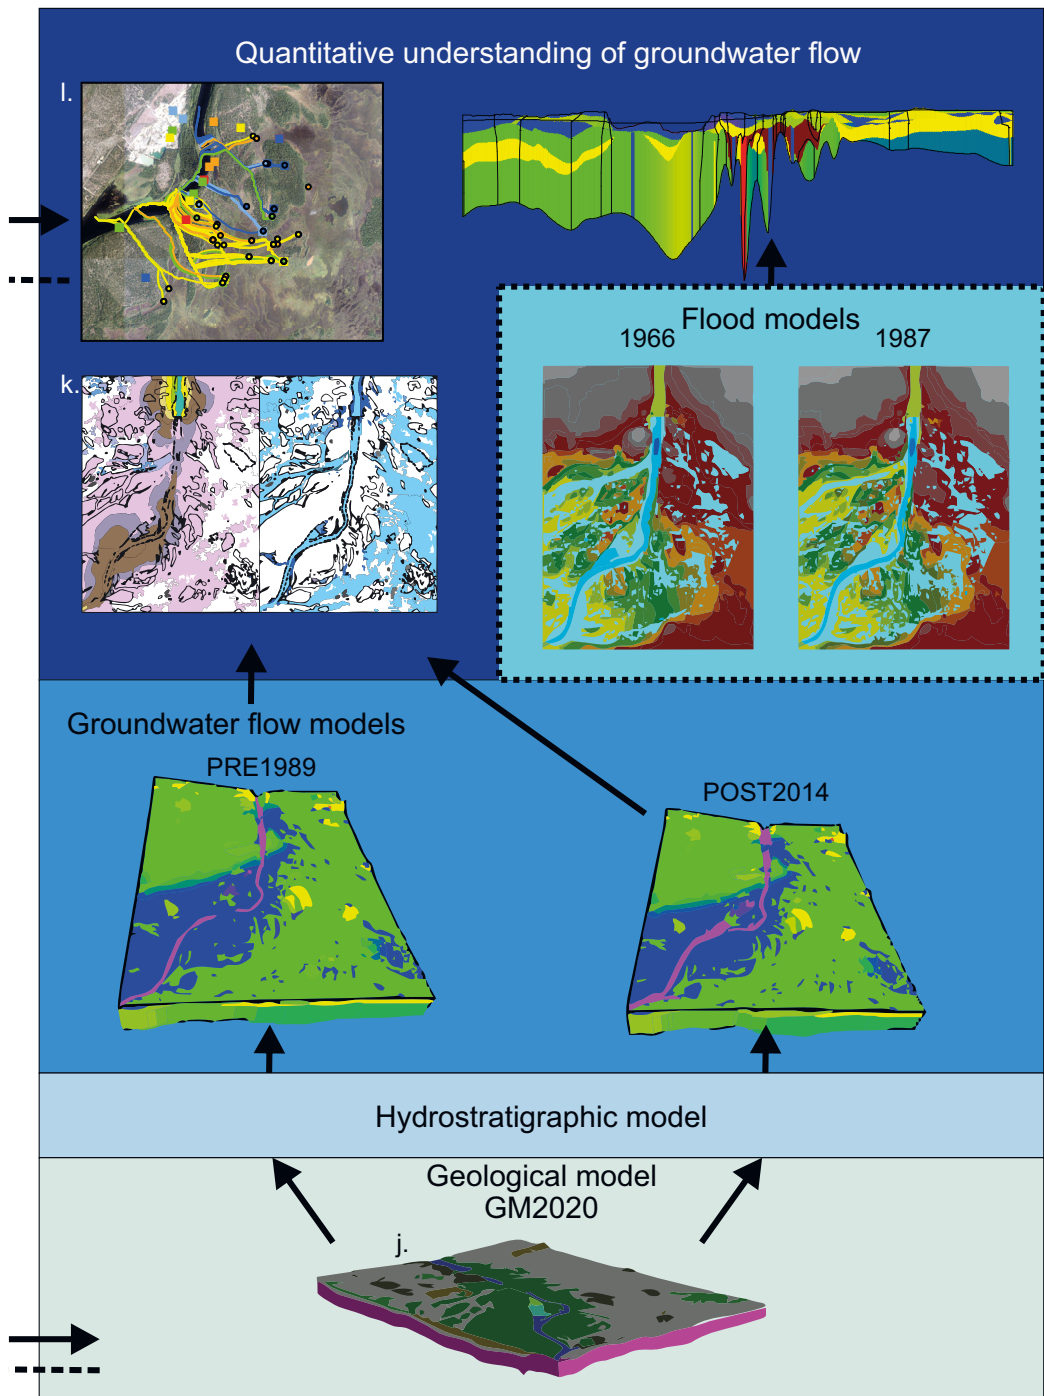 Quantitative understanding of groundwater flow
l.
Flood models
1966
1987
k.
Groundwater flow models
PRE1989
POST2014
Hydrostratigraphic model
Geological model
GM2020
j.